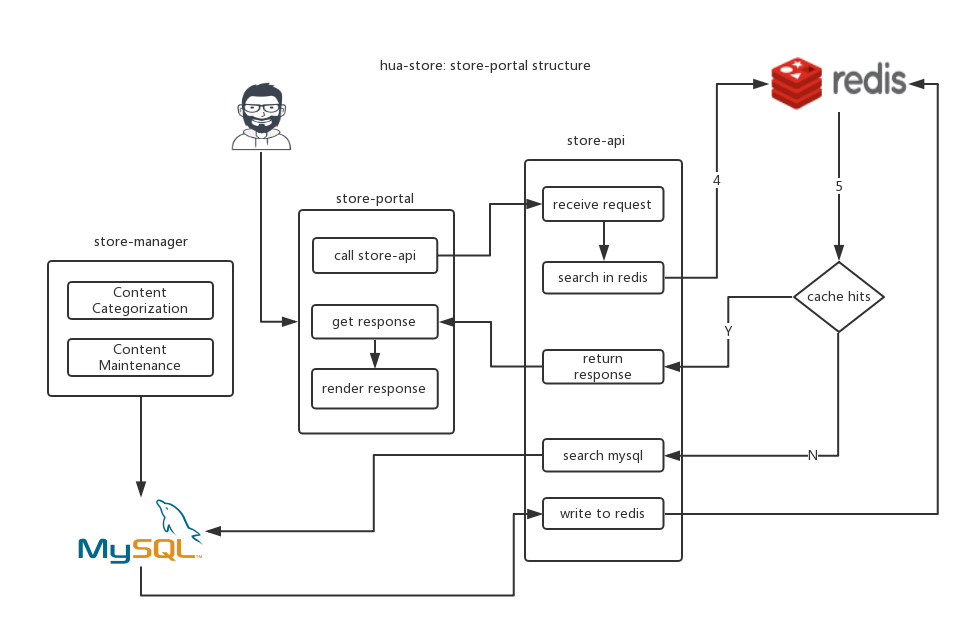 hua-store: store-portal structure
redis
store-api
4
5
receive request
store-portal
store-manager
call store-api
search in redis
Content
Categorization
cache hits
get response
Y
Content
Maintenance
return
response
render response
search mysql
N
write to redis
MySQL™